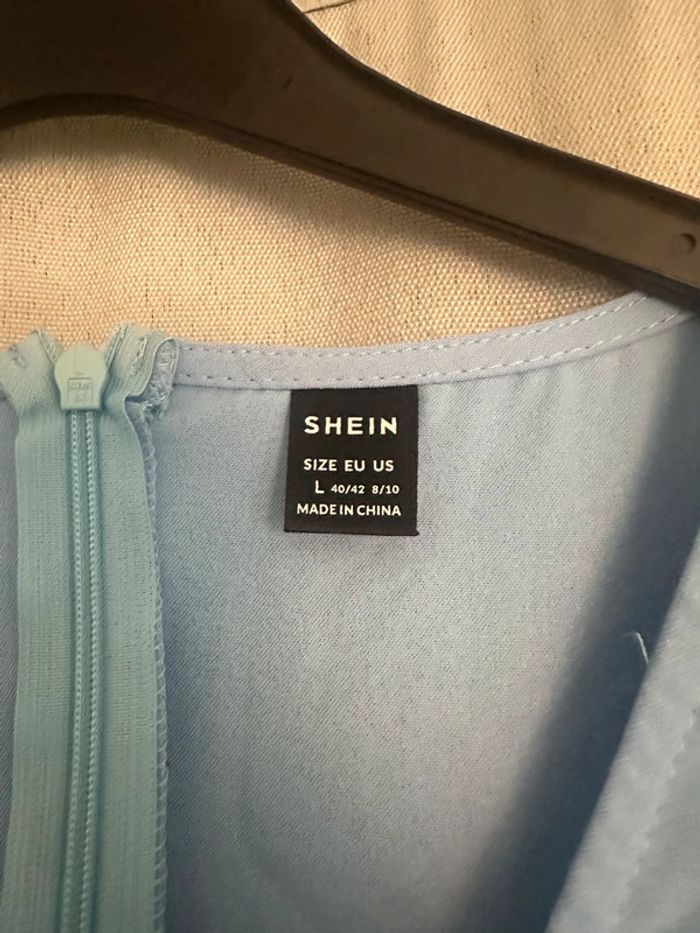 SHEIN
SIZE EU US
L 40/42 8/10
MADE IN CHINA